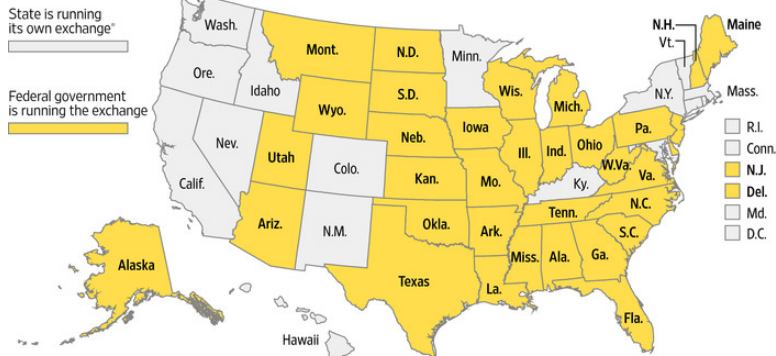 State is running
its own exchange*
Federal government
is running the exchange
Wash.
Ore.
Idaho
Mont.
N.D.
Minn.
Wyo.
S.D.
Wis.
Mich.
N.H.
Vt.
Maine
N.Y.
Mass.
Nev.
Utah
Colo.
Neb.
Iowa
Ill.
Ind.
Ohio
Pa.
W.Va.
Va.
Calif.
Ariz.
N.M.
Kan.
Mo.
Ky.
Okla.
Ark.
Tenn.
N.C.
S.C.
Texas
La.
Miss.
Ala.
Ga.
Fla.
Alaska
Hawaii
R.I.
Conn.
N.J.
Del.
Md.
D.C.